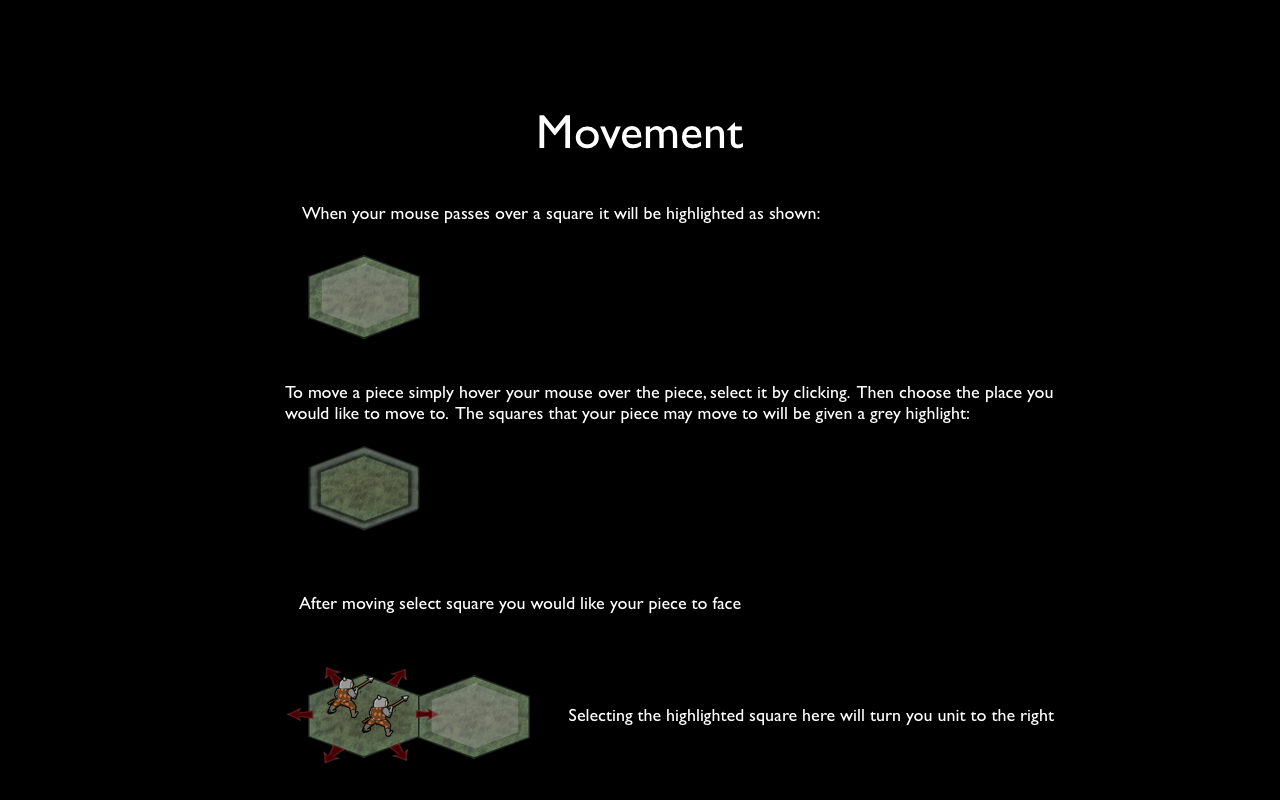 Movement
When your mouse passes over a square it will be highlighted as shown:
To move a piece simply hover your mouse over the piece, select it by clicking. Then choose the place you
would like to move to. The squares that your piece may move to will be given a grey highlight:
After moving select square you would like your piece to face
Selecting the highlighted square here will turn you unit to the right